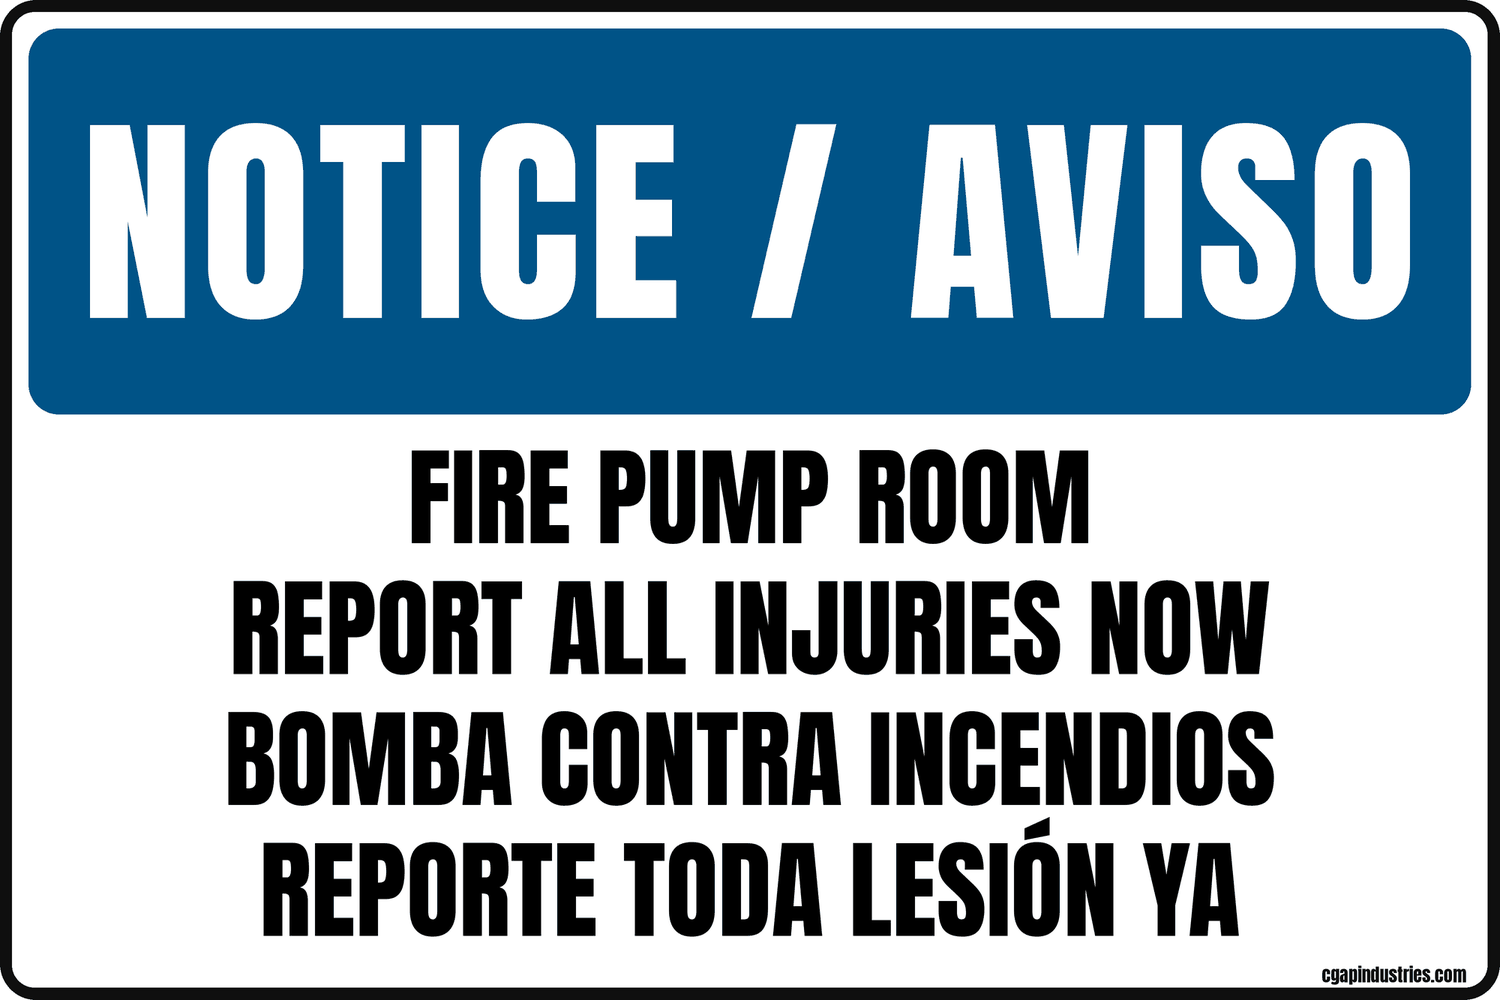 NOTICE / AVISO
FIRE PUMP ROOM
REPORT ALL INJURIES NOW
BOMBA CONTRA INCENDIOS
REPORTE TODA LESIÓN YA
cgapindustries.com